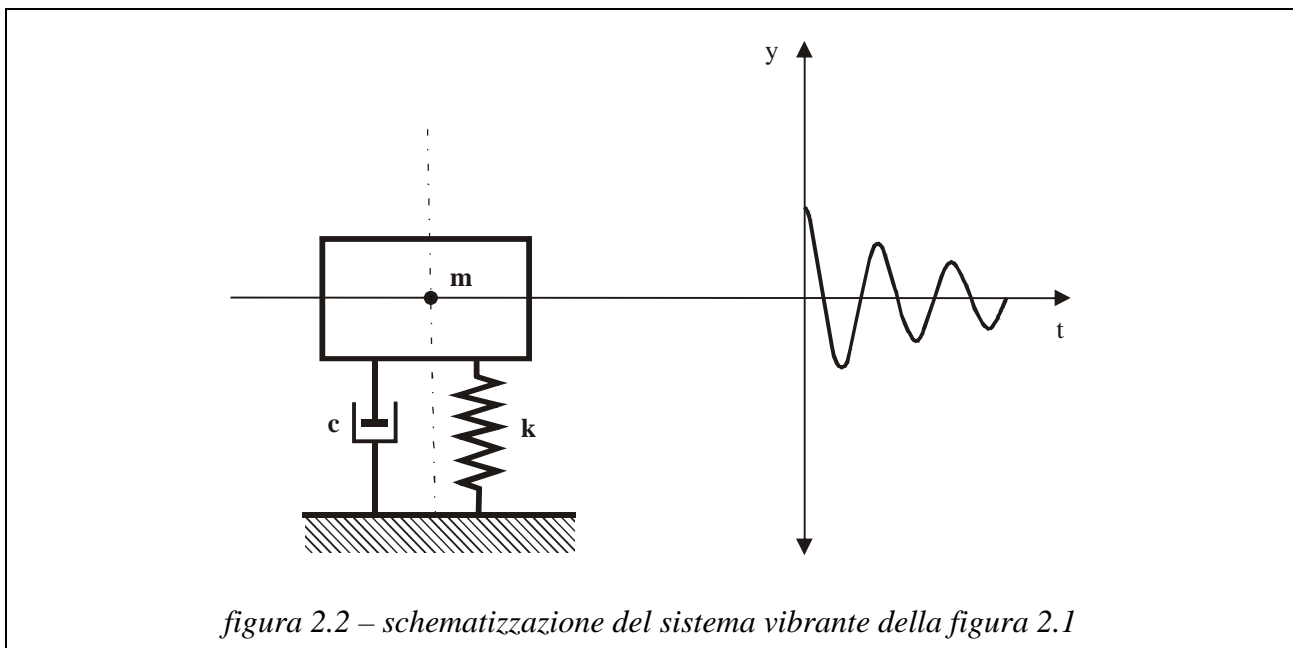 y
m
t
c
k
figura 2.2 – schematizzazione del sistema vibrante della figura 2.1